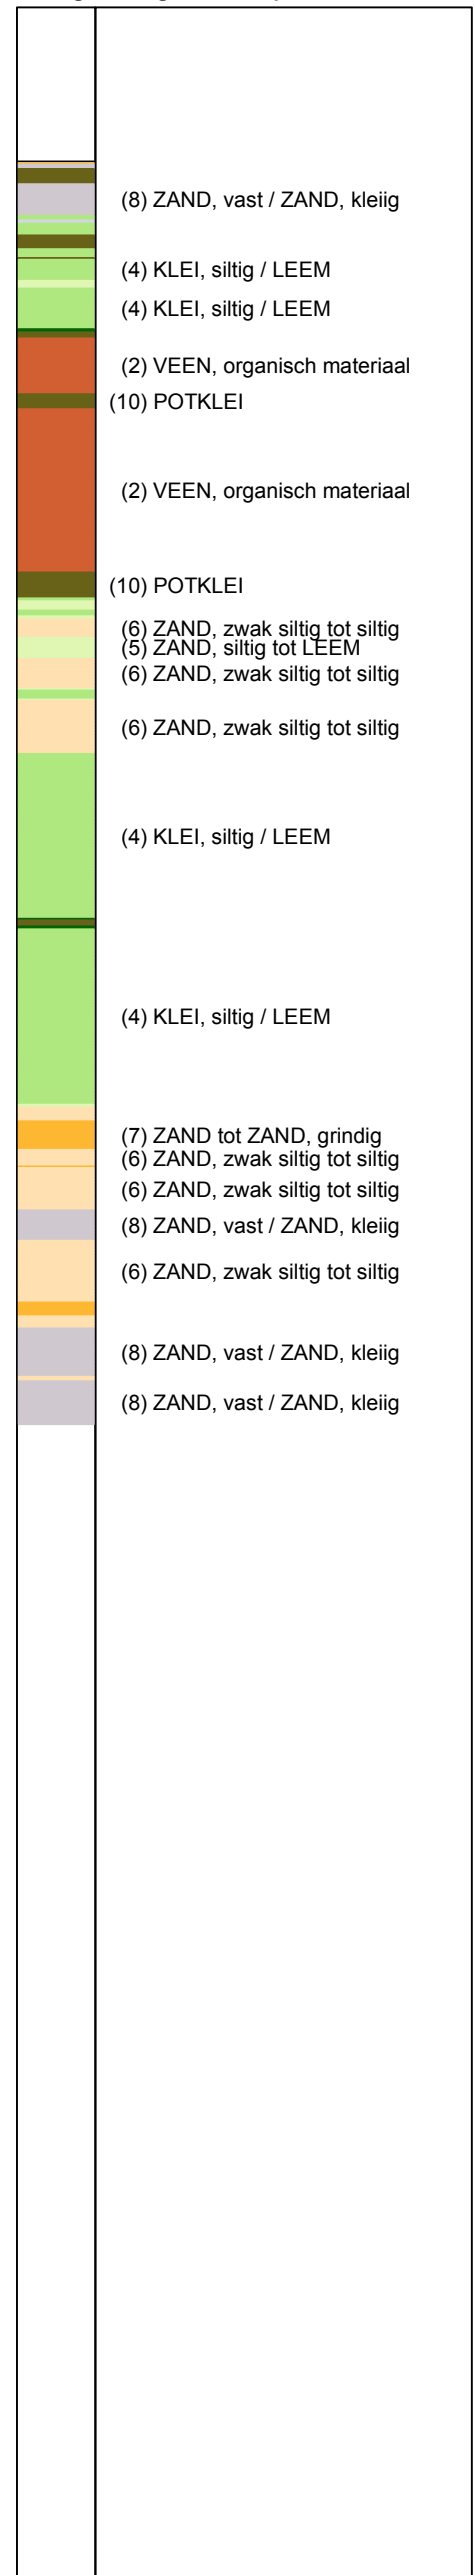 (8) ZAND, vast / ZAND, kleiig
(4) KLEI, siltig / LEEM
(4) KLEI, siltig / LEEM
(2) VEEN, organisch materiaal
(10) POTKLEI
(2) VEEN, organisch materiaal
(10) POTKLEI
(6) ZAND, zwak siltig tot siltig
(5) ZAND, siltig tot LEEM
(6) ZAND, zwak siltig tot siltig
(6) ZAND, zwak siltig tot siltig
(4) KLEI, siltig / LEEM
(4) KLEI, siltig / LEEM
(7) ZAND tot ZAND, grindig
(6) ZAND, zwak siltig tot siltig
(6) ZAND, zwak siltig tot siltig
(8) ZAND, vast / ZAND, kleiig
(6) ZAND, zwak siltig tot siltig
(8) ZAND, vast / ZAND, kleiig
(8) ZAND, vast / ZAND, kleiig